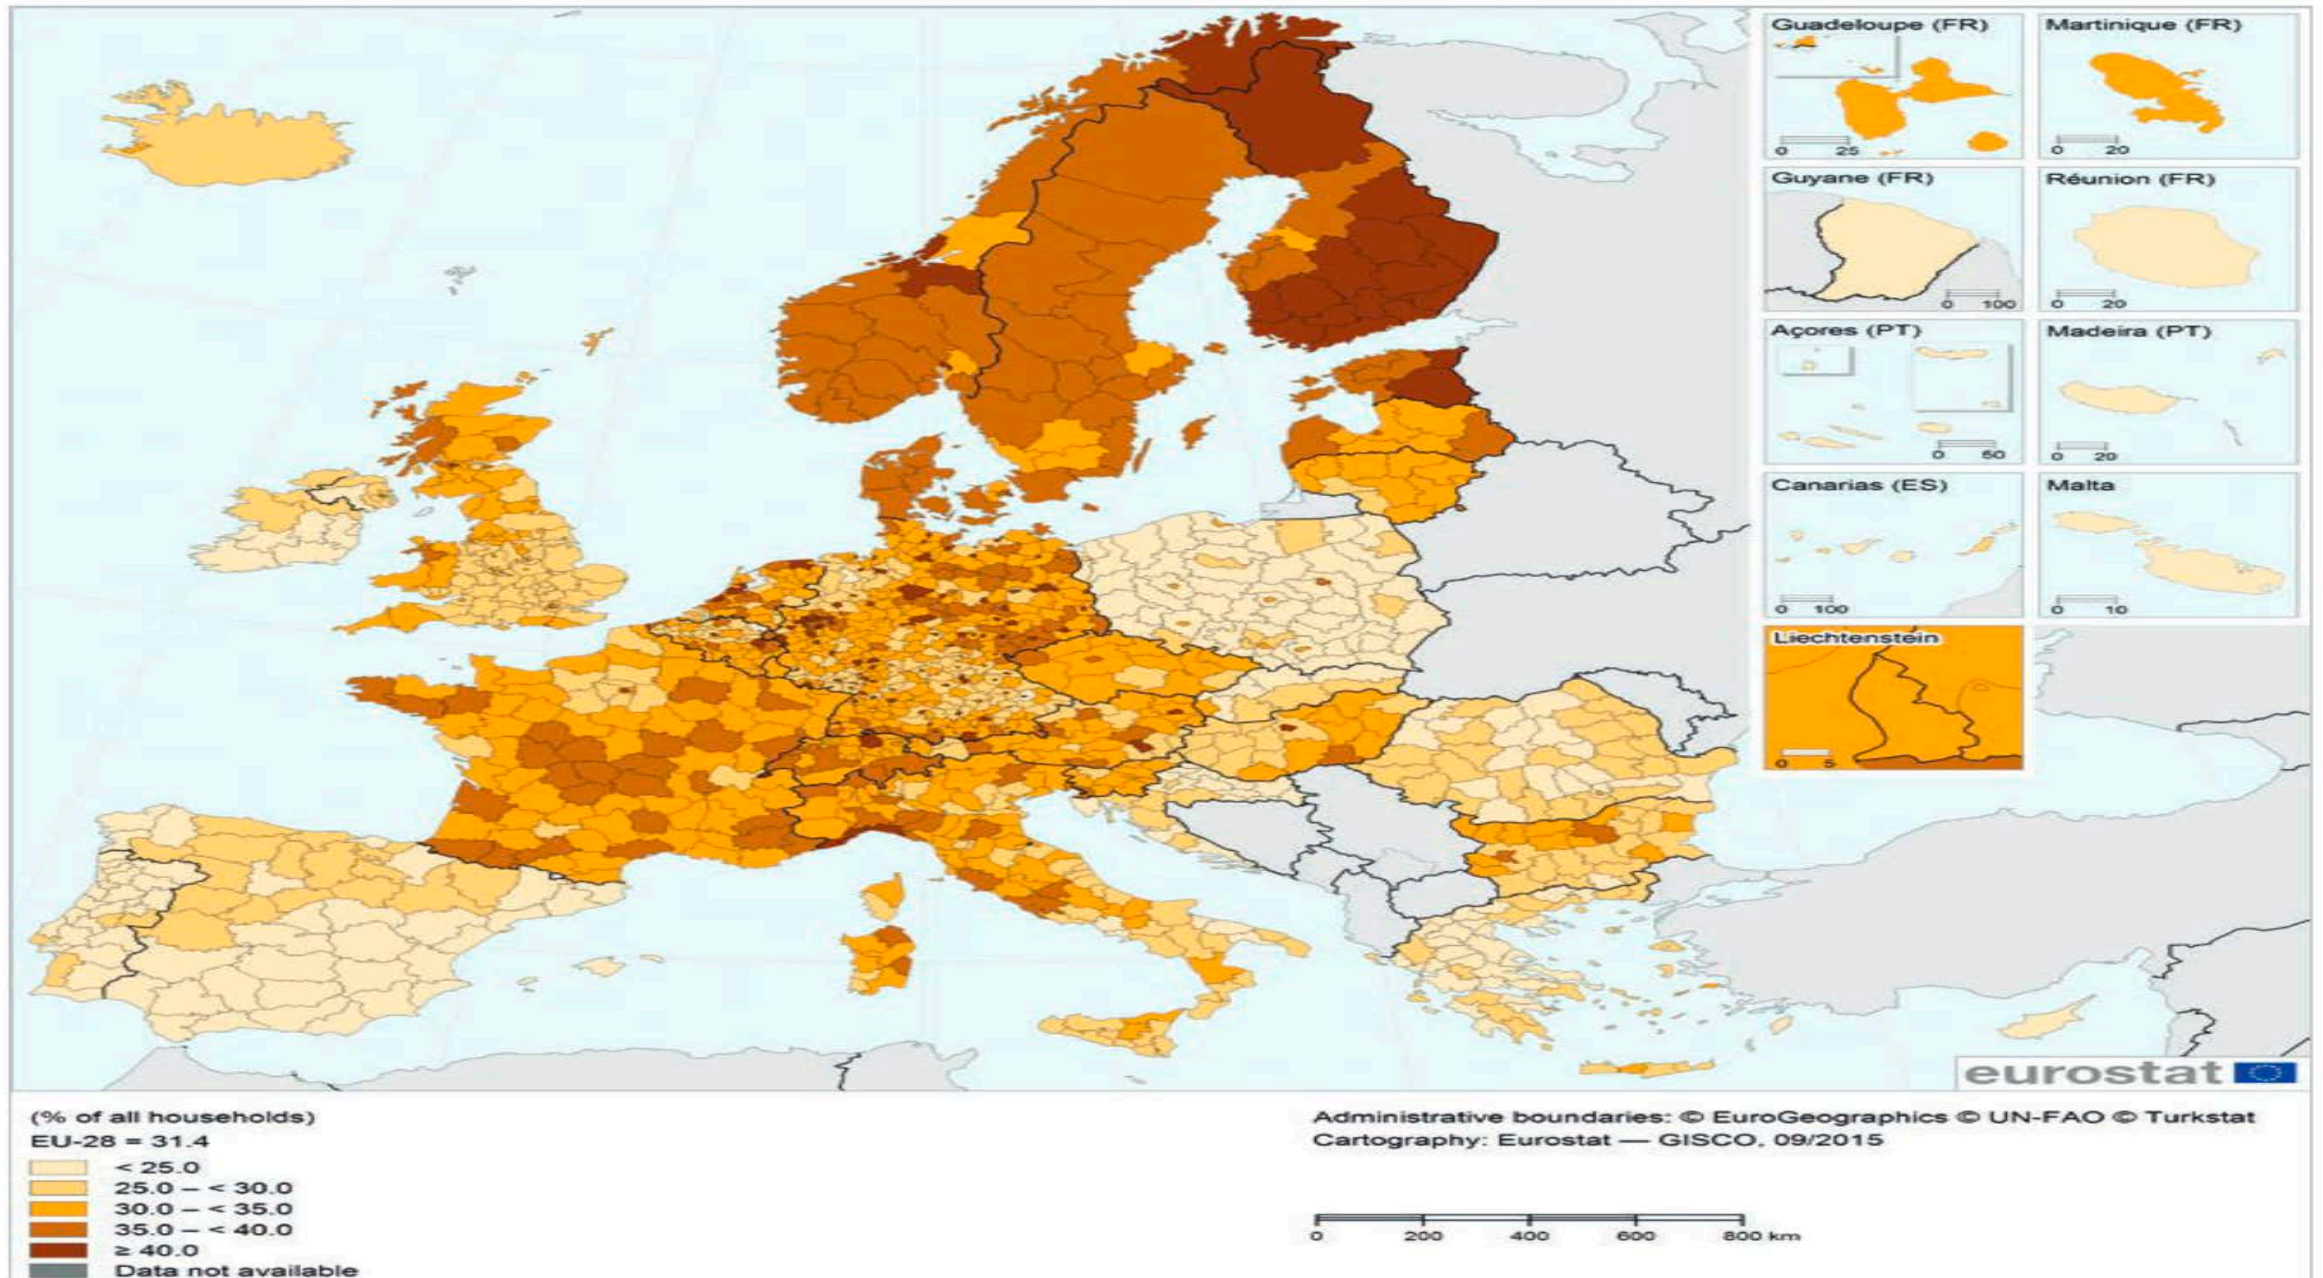 Guadeloupe (FR)
0 25
Martinique (FR)
0 20
Guyane (FR)
0 100
Réunion (FR)
0 20
Açores (PT)
0 50
Madeira (PT)
0 20
Canarias (ES)
0 100
Malta
0 10
Liechtenstein
0 5
eurostat
(% of all households)
EU-28 = 31.4
< 25.0
25.0 – < 30.0
30.0 – < 35.0
35.0 – < 40.0
≥ 40.0
Data not available
Administrative boundaries: © EuroGeographics © UN-FAO © Turkstat
Cartography: Eurostat — GISCO, 09/2015
0 200 400 600 800 km